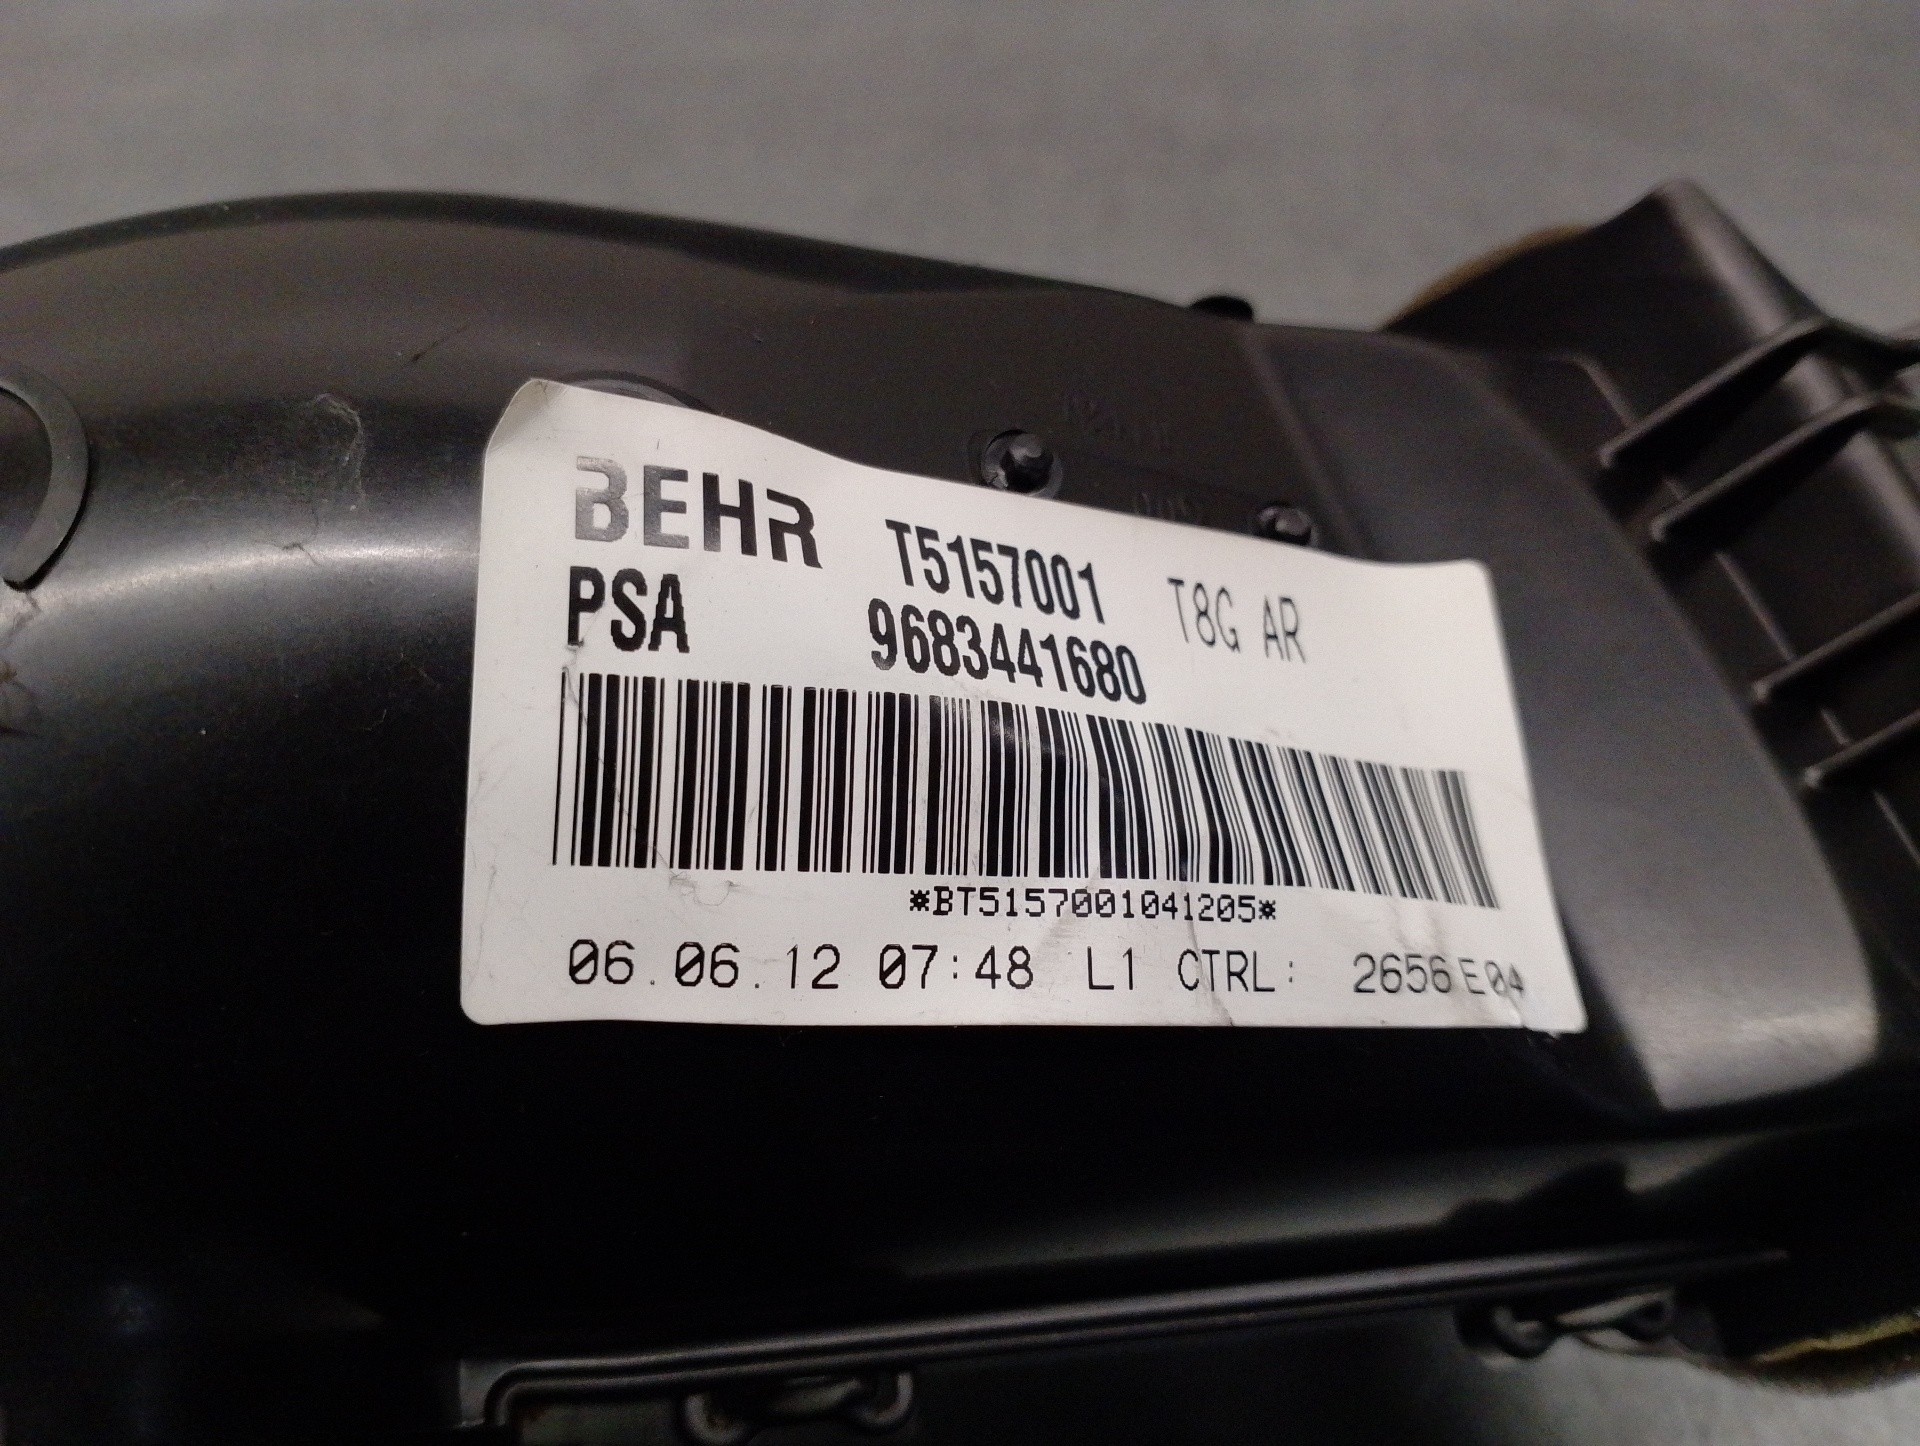 BEHR T5157001 T8G AR
PSA 9683441680
*BT5157001041205*
06.06.12 07:48 L1 CTRL: 2656 E04